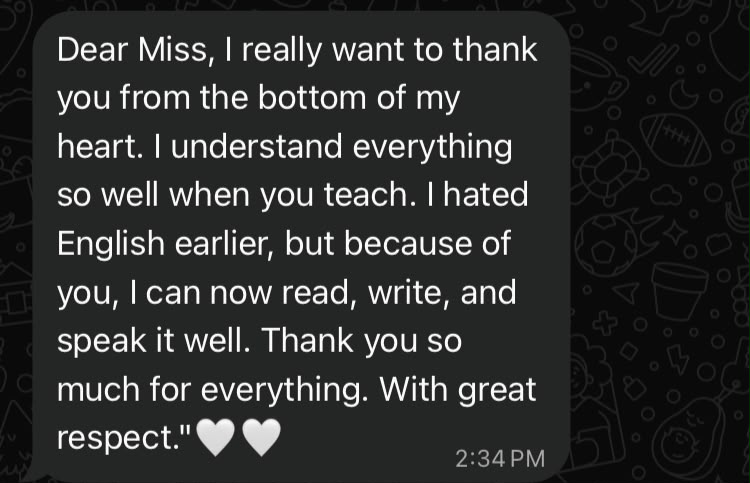 Dear Miss, I really want to thank
you from the bottom of my
heart. I understand everything
so well when you teach. I hated
English earlier, but because of
you, I can now read, write, and
speak it well. Thank you so
much for everything. With great
respect."🤍🤍
2:34 PM